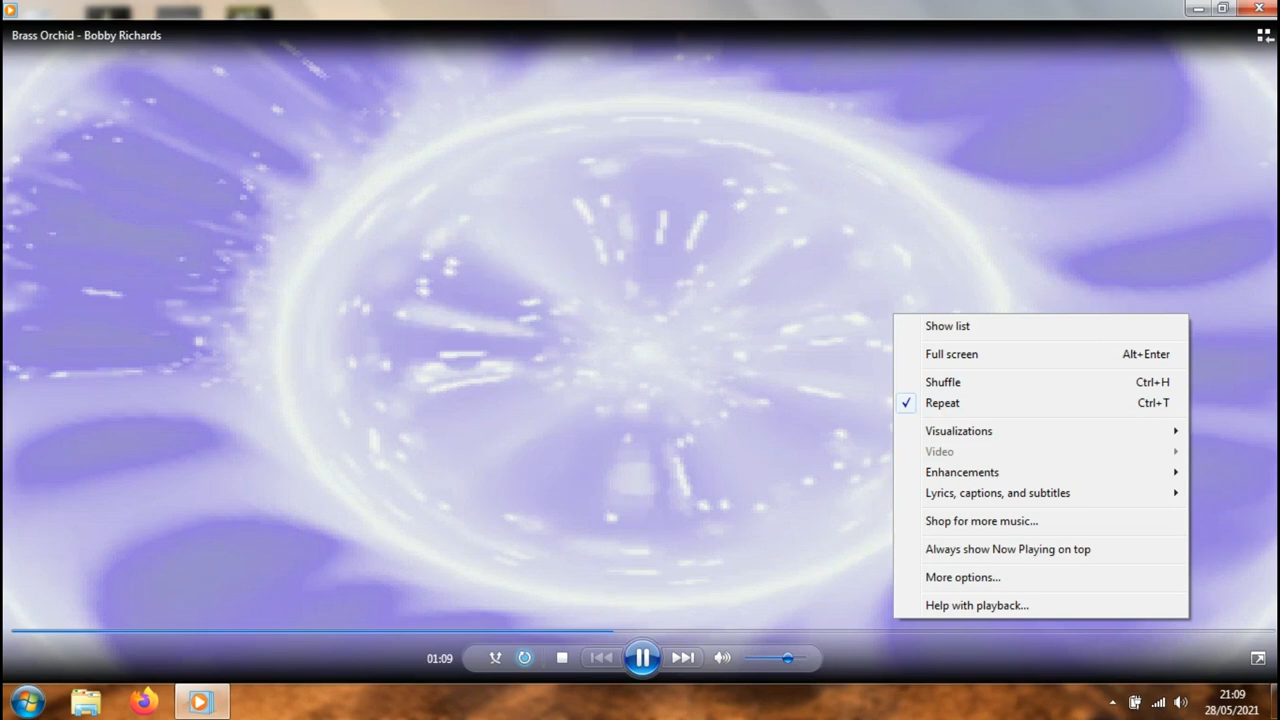 Brass Orchid - Bobby Richards
Show list
Full screen Alt+Enter
Shuffle Ctrl+H
Repeat Ctrl+T
Visualizations
Video
Enhancements
Lyrics, captions, and subtitles
Shop for more music...
Always show Now Playing on top
More options...
Help with playback...
01:09
21:09
28/05/2021